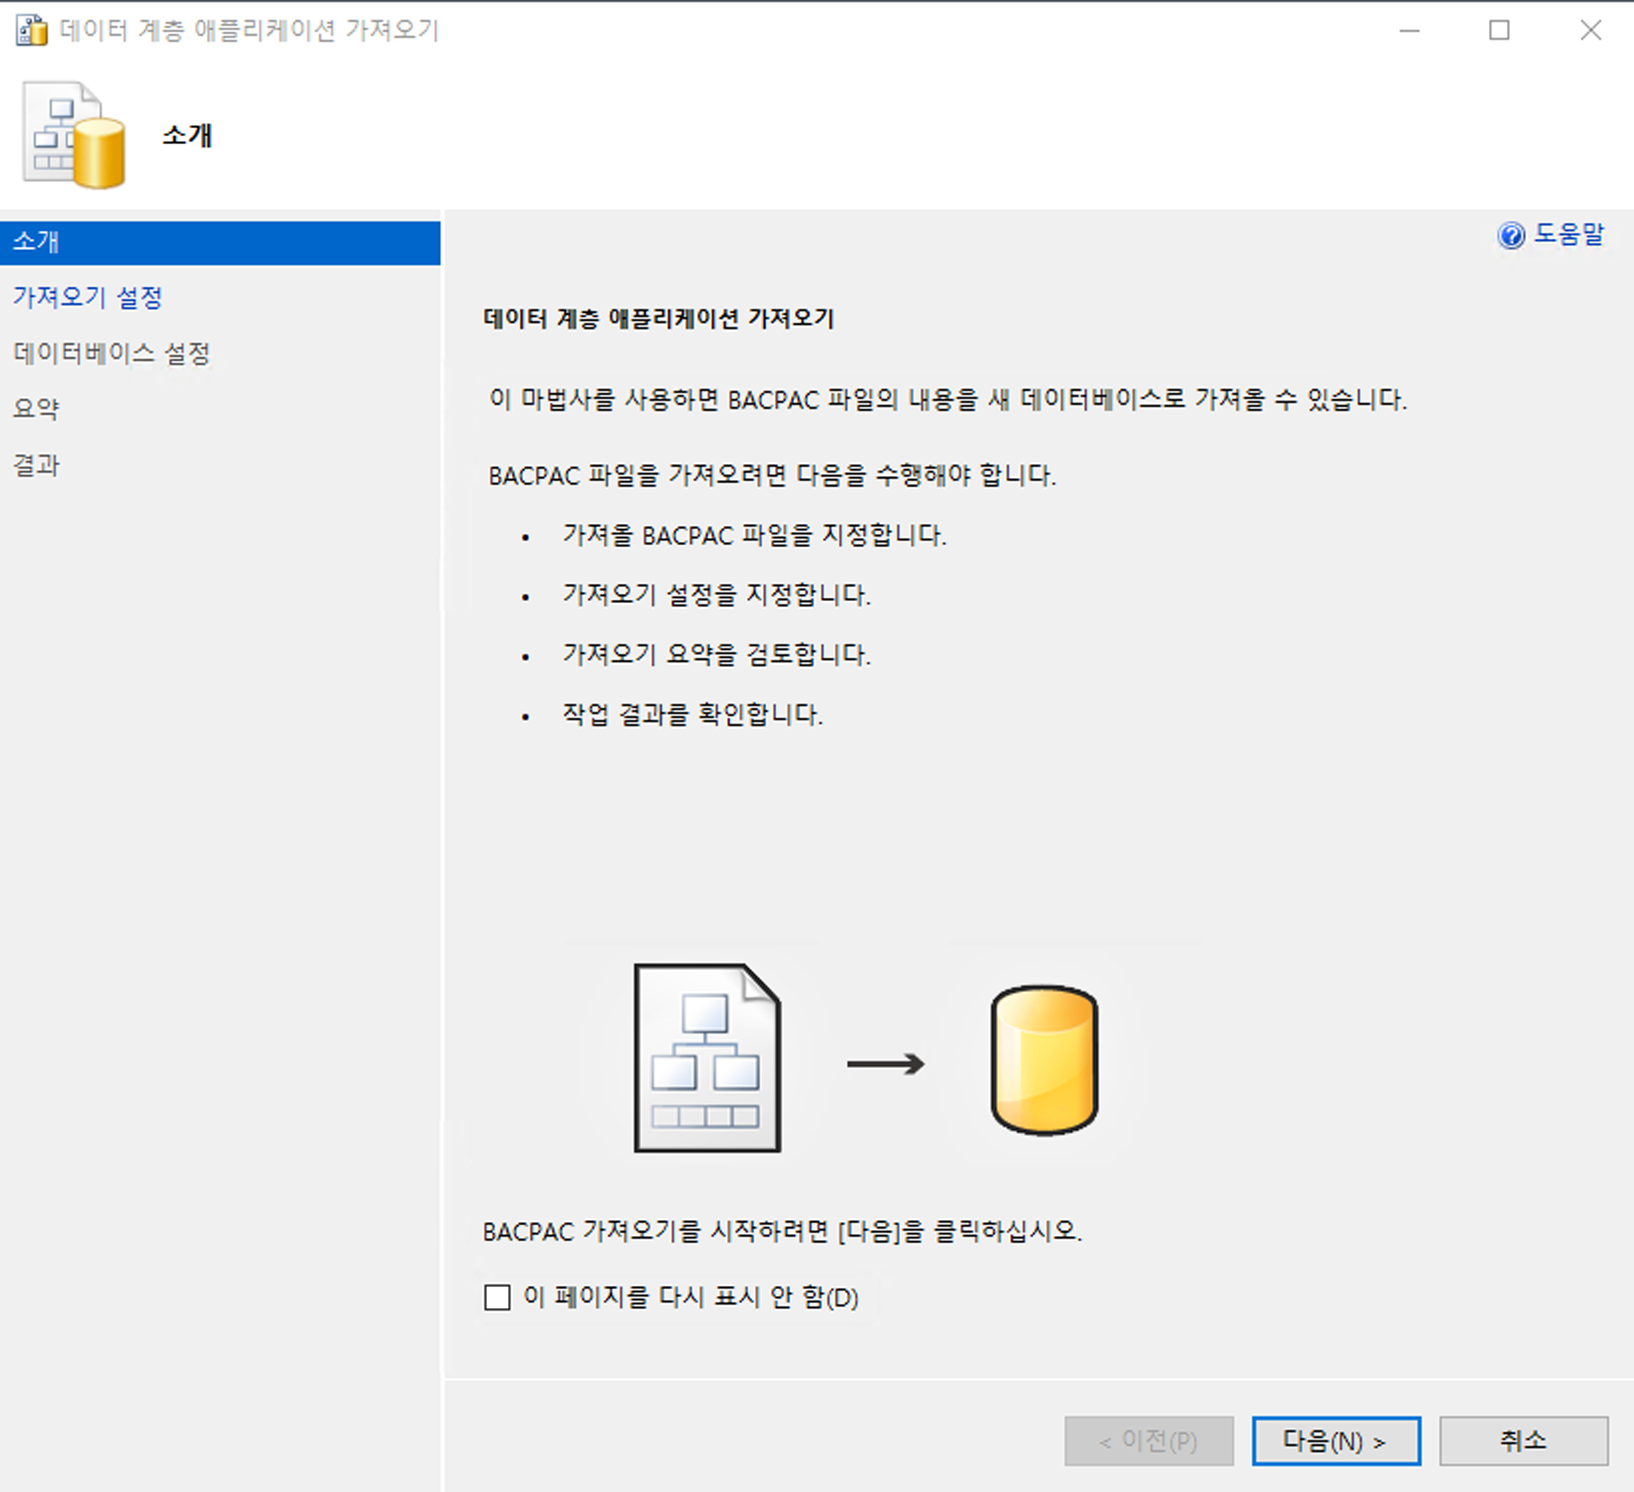 데이터 계층 애플리케이션 가져오기
소개
소개
가져오기 설정
데이터베이스 설정
요약
결과
도움말
데이터 계층 애플리케이션 가져오기
이 마법사를 사용하면 BACPAC 파일의 내용을 새 데이터베이스로 가져올 수 있습니다.
BACPAC 파일을 가져오려면 다음을 수행해야 합니다.
• 가져올 BACPAC 파일을 지정합니다.
• 가져오기 설정을 지정합니다.
• 가져오기 요약을 검토합니다.
• 작업 결과를 확인합니다.
BACPAC 가져오기를 시작하려면 [다음]을 클릭하십시오.
이 페이지를 다시 표시 안 함(D)
< 이전(P)
다음(N) >
취소